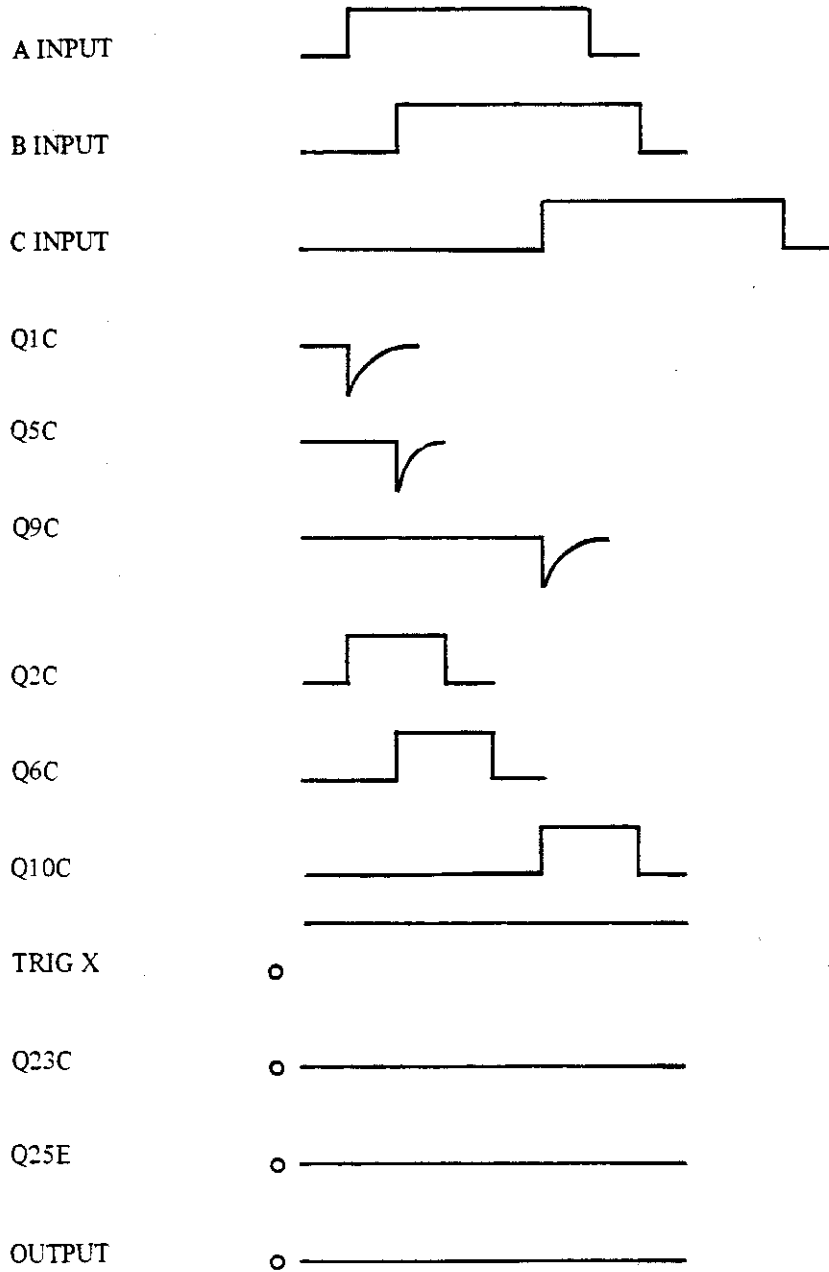 A INPUT
B INPUT
C INPUT
Q1C
Q5C
Q9C
Q2C
Q6C
Q10C
TRIG X
Q23C
Q25E
OUTPUT